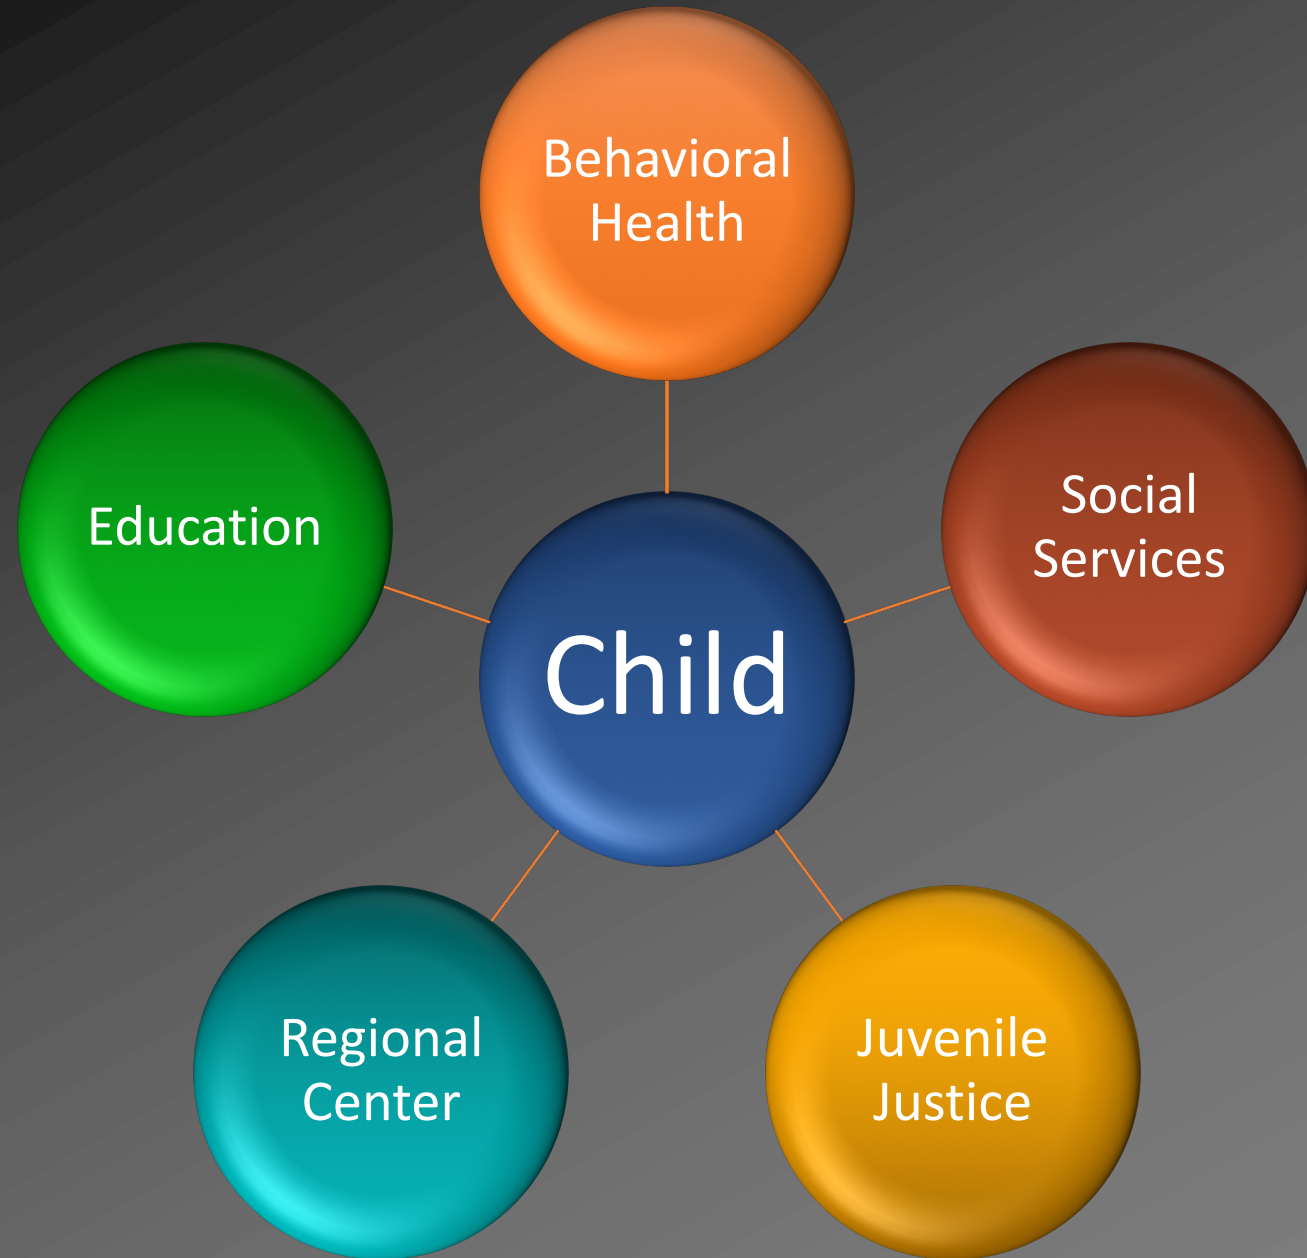 Behavioral
Health
Education
Social
Services
Child
Regional
Center
Juvenile
Justice